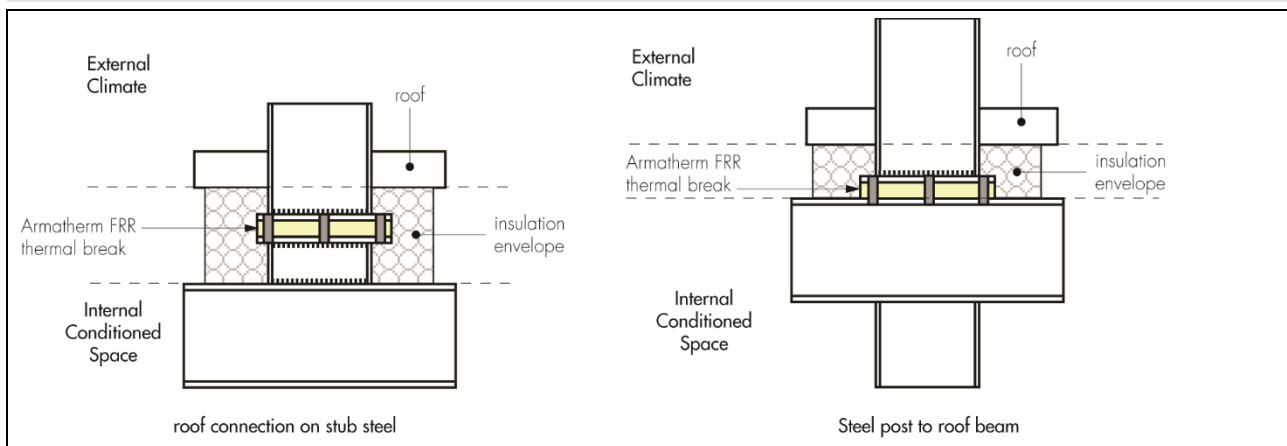 External
Climate
roof
Armatherm FRR
thermal break
insulation
envelope
Internal
Conditioned
Space
roof connection on stub steel
External
Climate
roof
Armatherm FRR
thermal break
insulation
envelope
Internal
Conditioned
Space
Steel post to roof beam